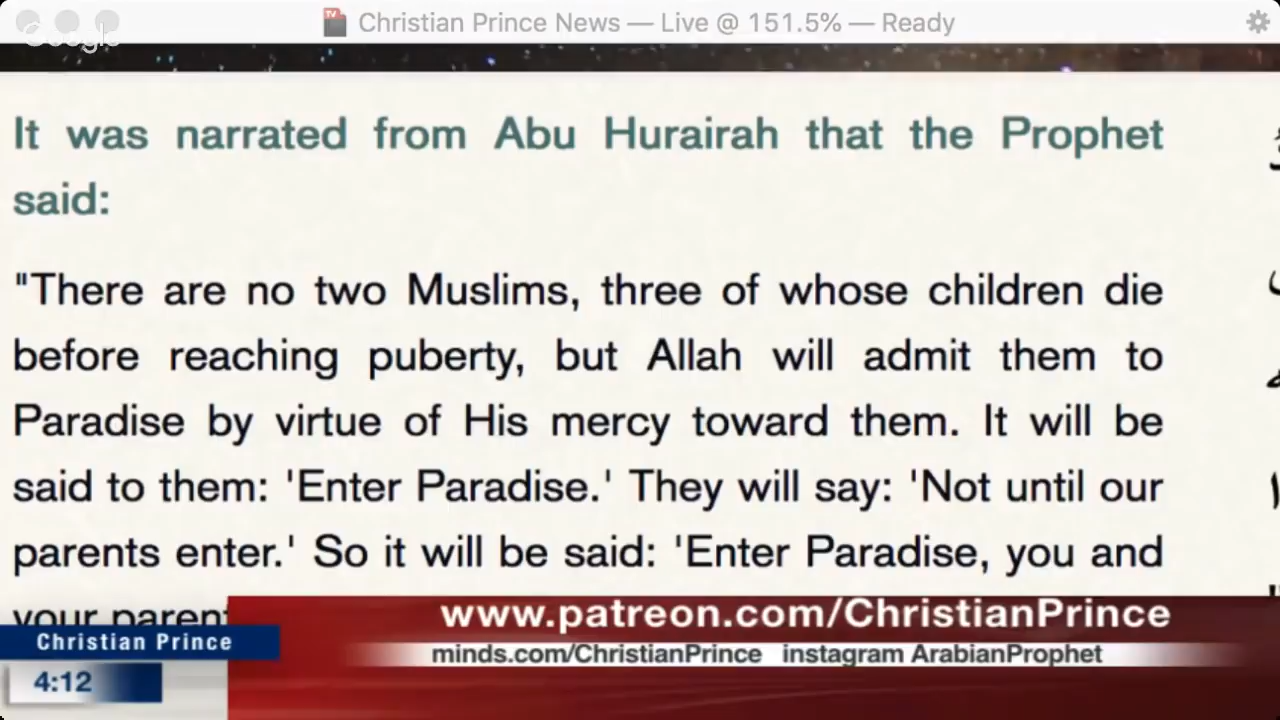 Christian Prince News — Live @ 151.5% — Ready
Google
It was narrated from Abu Hurairah that the Prophet
said:
"There are no two Muslims, three of whose children die
before reaching puberty, but Allah will admit them to
Paradise by virtue of His mercy toward them. It will be
said to them: 'Enter Paradise.' They will say: 'Not until our
parents enter.' So it will be said: 'Enter Paradise, you and
your parent
www.patreon.com/ChristianPrince
Christian Prince
minds.com/ChristianPrince instagram ArabianProphet
4:12